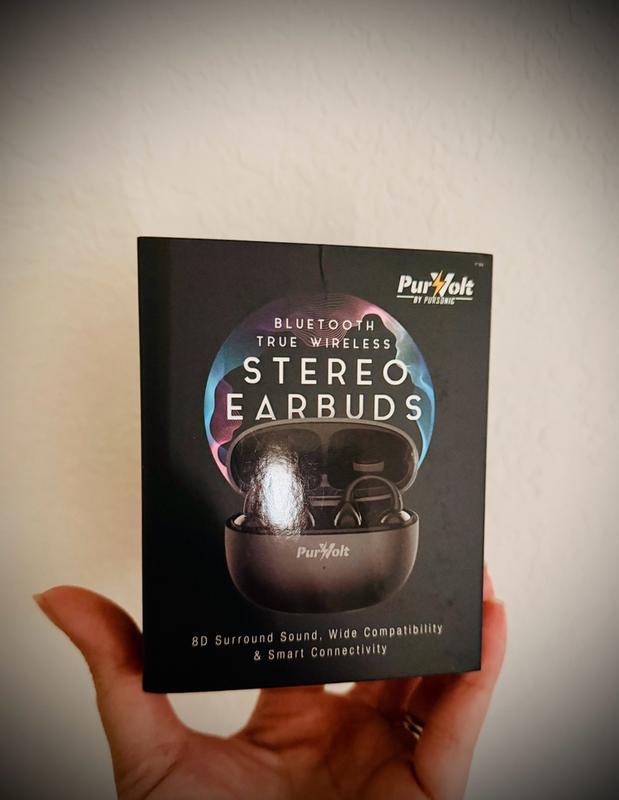 PurVolt
BY PURSONIC
BLUETOOTH
TRUE WIRELESS
STEREO
EARBUDS
PurVolt
8D Surround Sound, Wide Compatibility
& Smart Connectivity